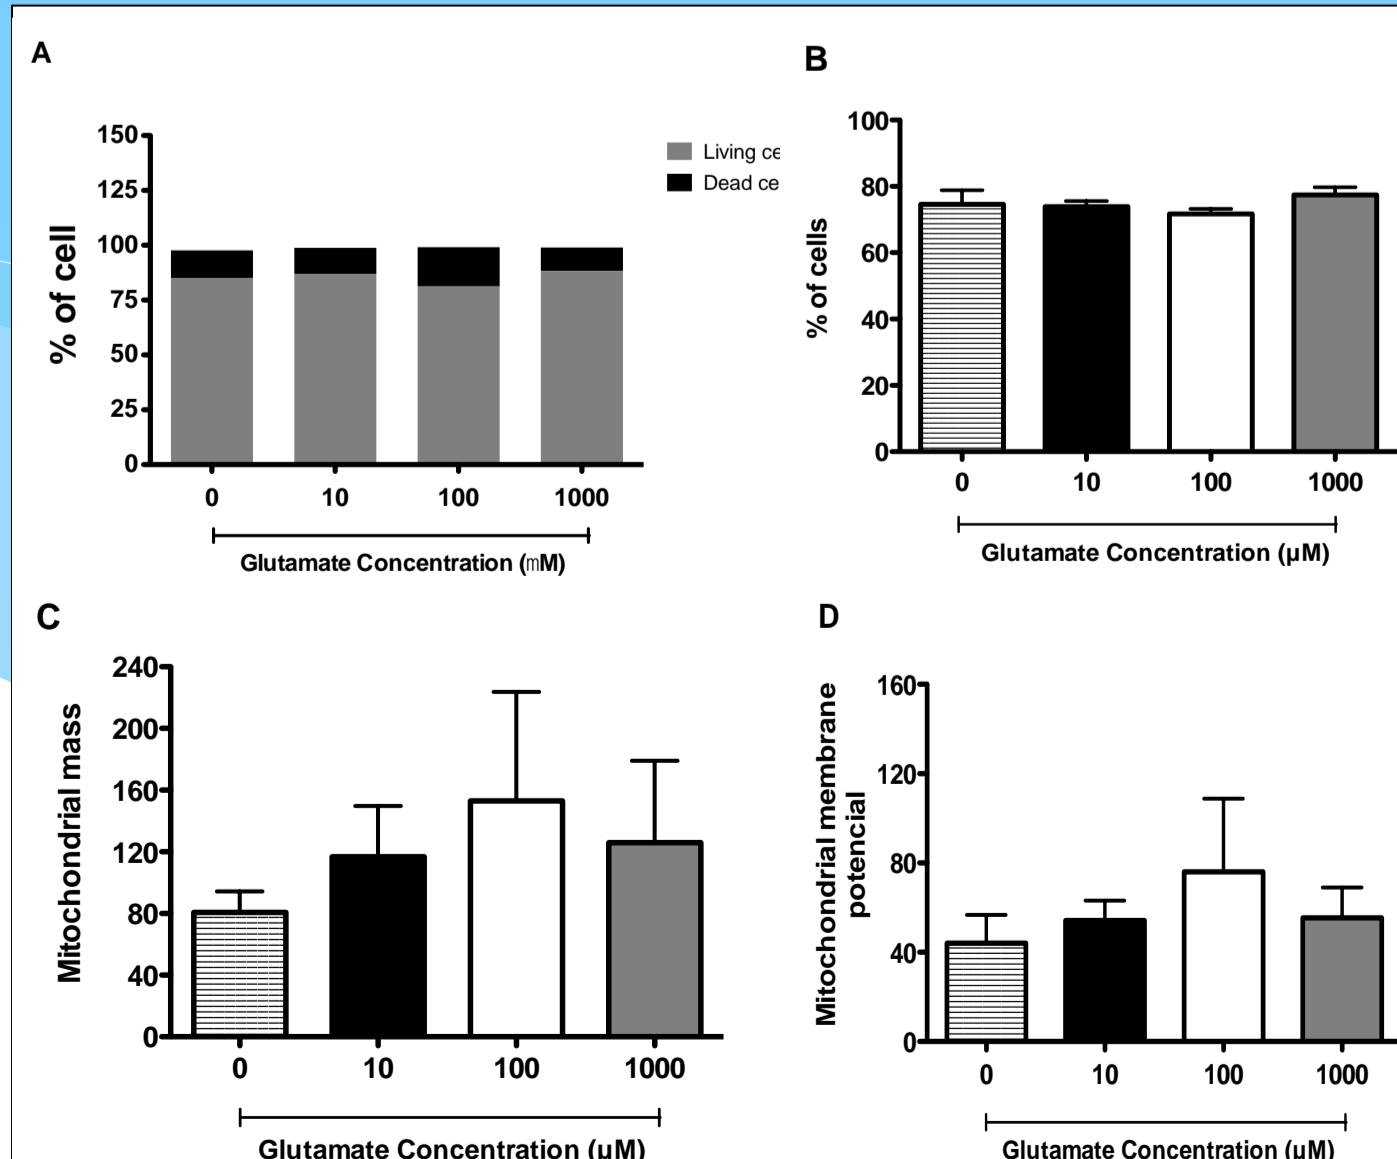 A
150
125
100
75
50
25
0
% of cell
Living ce
Dead ce
0 10 100 1000
Glutamate Concentration (mM)
B
100
80
60
40
20
0
% of cells
0 10 100 1000
Glutamate Concentration (µM)
C
240
200
160
120
80
40
0
Mitochondrial mass
0 10 100 1000
Glutamate Concentration (µM)
D
160
120
80
40
0
Mitochondrial membrane
potencial
0 10 100 1000
Glutamate Concentration (µM)